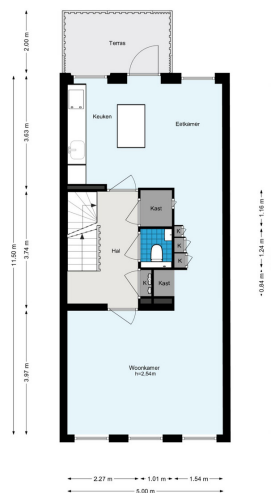 Terras
Keuken
Eetkamer
Kast
Hal
K
K
K
K
Kast
Woonkamer
h=2.54m
2.00 m
3.63 m
3.74 m
3.97 m
11.50 m
1.16 m
1.24 m
0.84 m
2.27 m
1.01 m
1.54 m
5.00 m